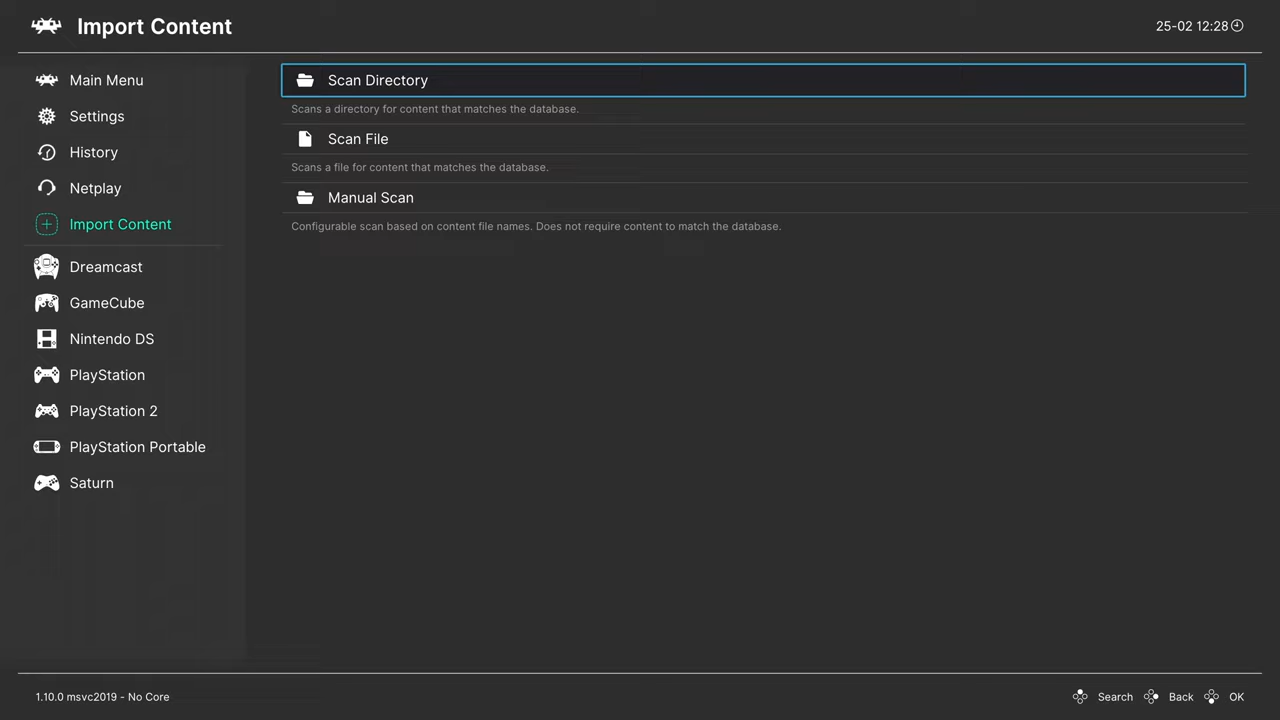 Import Content
25-02 12:28
Main Menu
Settings
History
Netplay
Import Content
Dreamcast
GameCube
Nintendo DS
PlayStation
PlayStation 2
PlayStation Portable
Saturn
Scan Directory
Scans a directory for content that matches the database.
Scan File
Scans a file for content that matches the database.
Manual Scan
Configurable scan based on content file names. Does not require content to match the database.
1.10.0 msvc2019 - No Core
Search Back OK